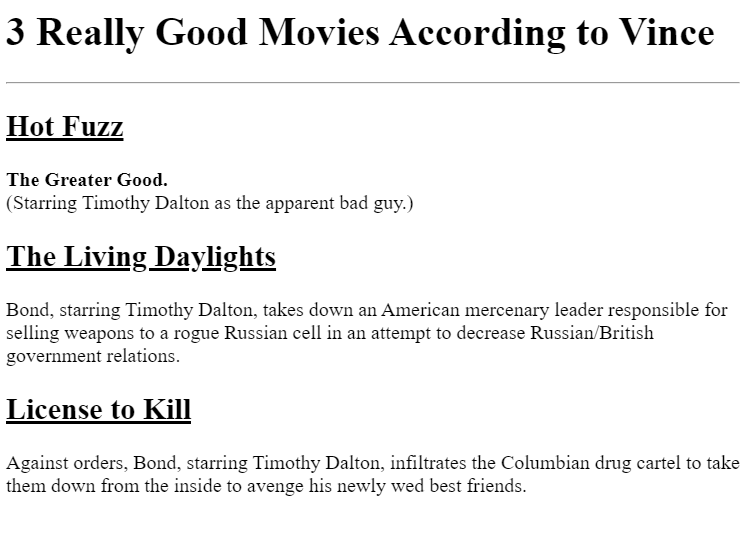 3 Really Good Movies According to Vince
Hot Fuzz
The Greater Good.
(Starring Timothy Dalton as the apparent bad guy.)
The Living Daylights
Bond, starring Timothy Dalton, takes down an American mercenary leader responsible for
selling weapons to a rogue Russian cell in an attempt to decrease Russian/British
government relations.
License to Kill
Against orders, Bond, starring Timothy Dalton, infiltrates the Columbian drug cartel to take
them down from the inside to avenge his newly wed best friends.